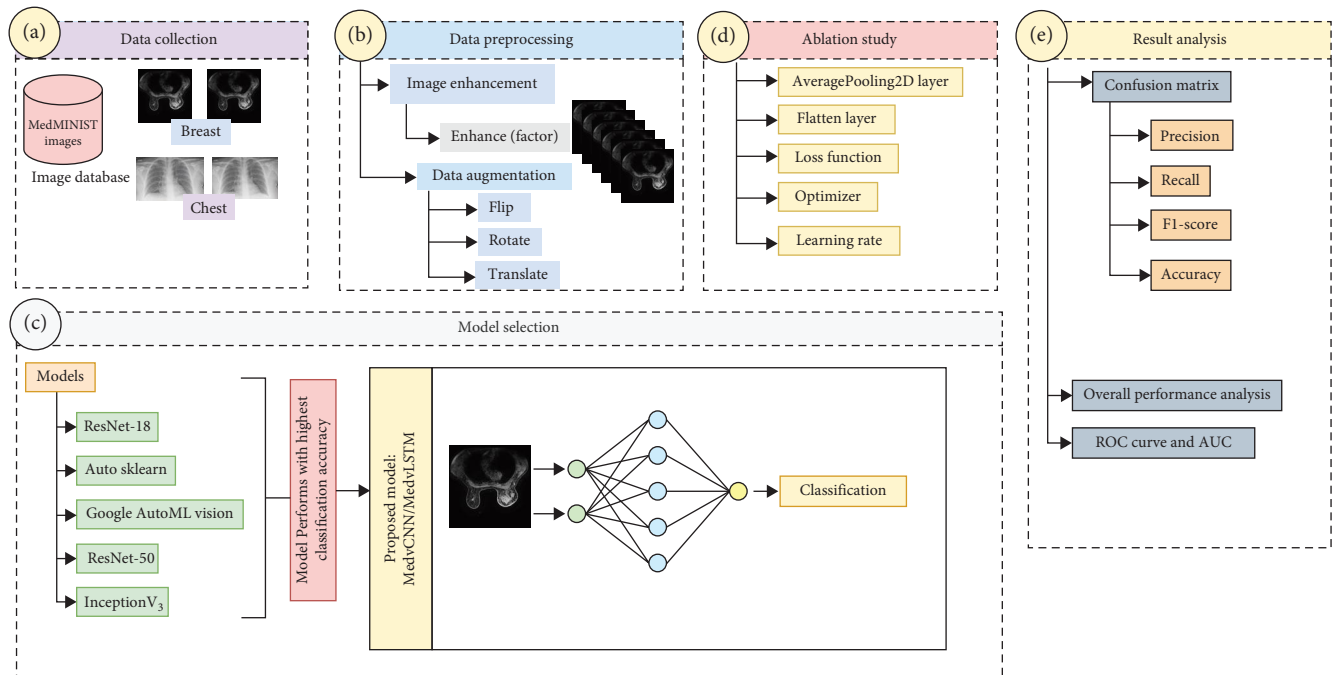 (a)
Data collection
MedMINIST
images
Image database
Breast
Chest
(b)
Data preprocessing
Image enhancement
Enhance (factor)
Data augmentation
Flip
Rotate
Translate
(d)
Ablation study
AveragePooling2D layer
Flatten layer
Loss function
Optimizer
Learning rate
(e)
Result analysis
Confusion matrix
Precision
Recall
F1-score
Accuracy
Overall performance analysis
ROC curve and AUC
(c)
Model selection
Models
ResNet-18
Auto sklearn
Google AutoML vision
ResNet-50
InceptionV3
Model Performs with highest
classification accuracy
Proposed model:
MedvCNN/MedvLSTM
Classification